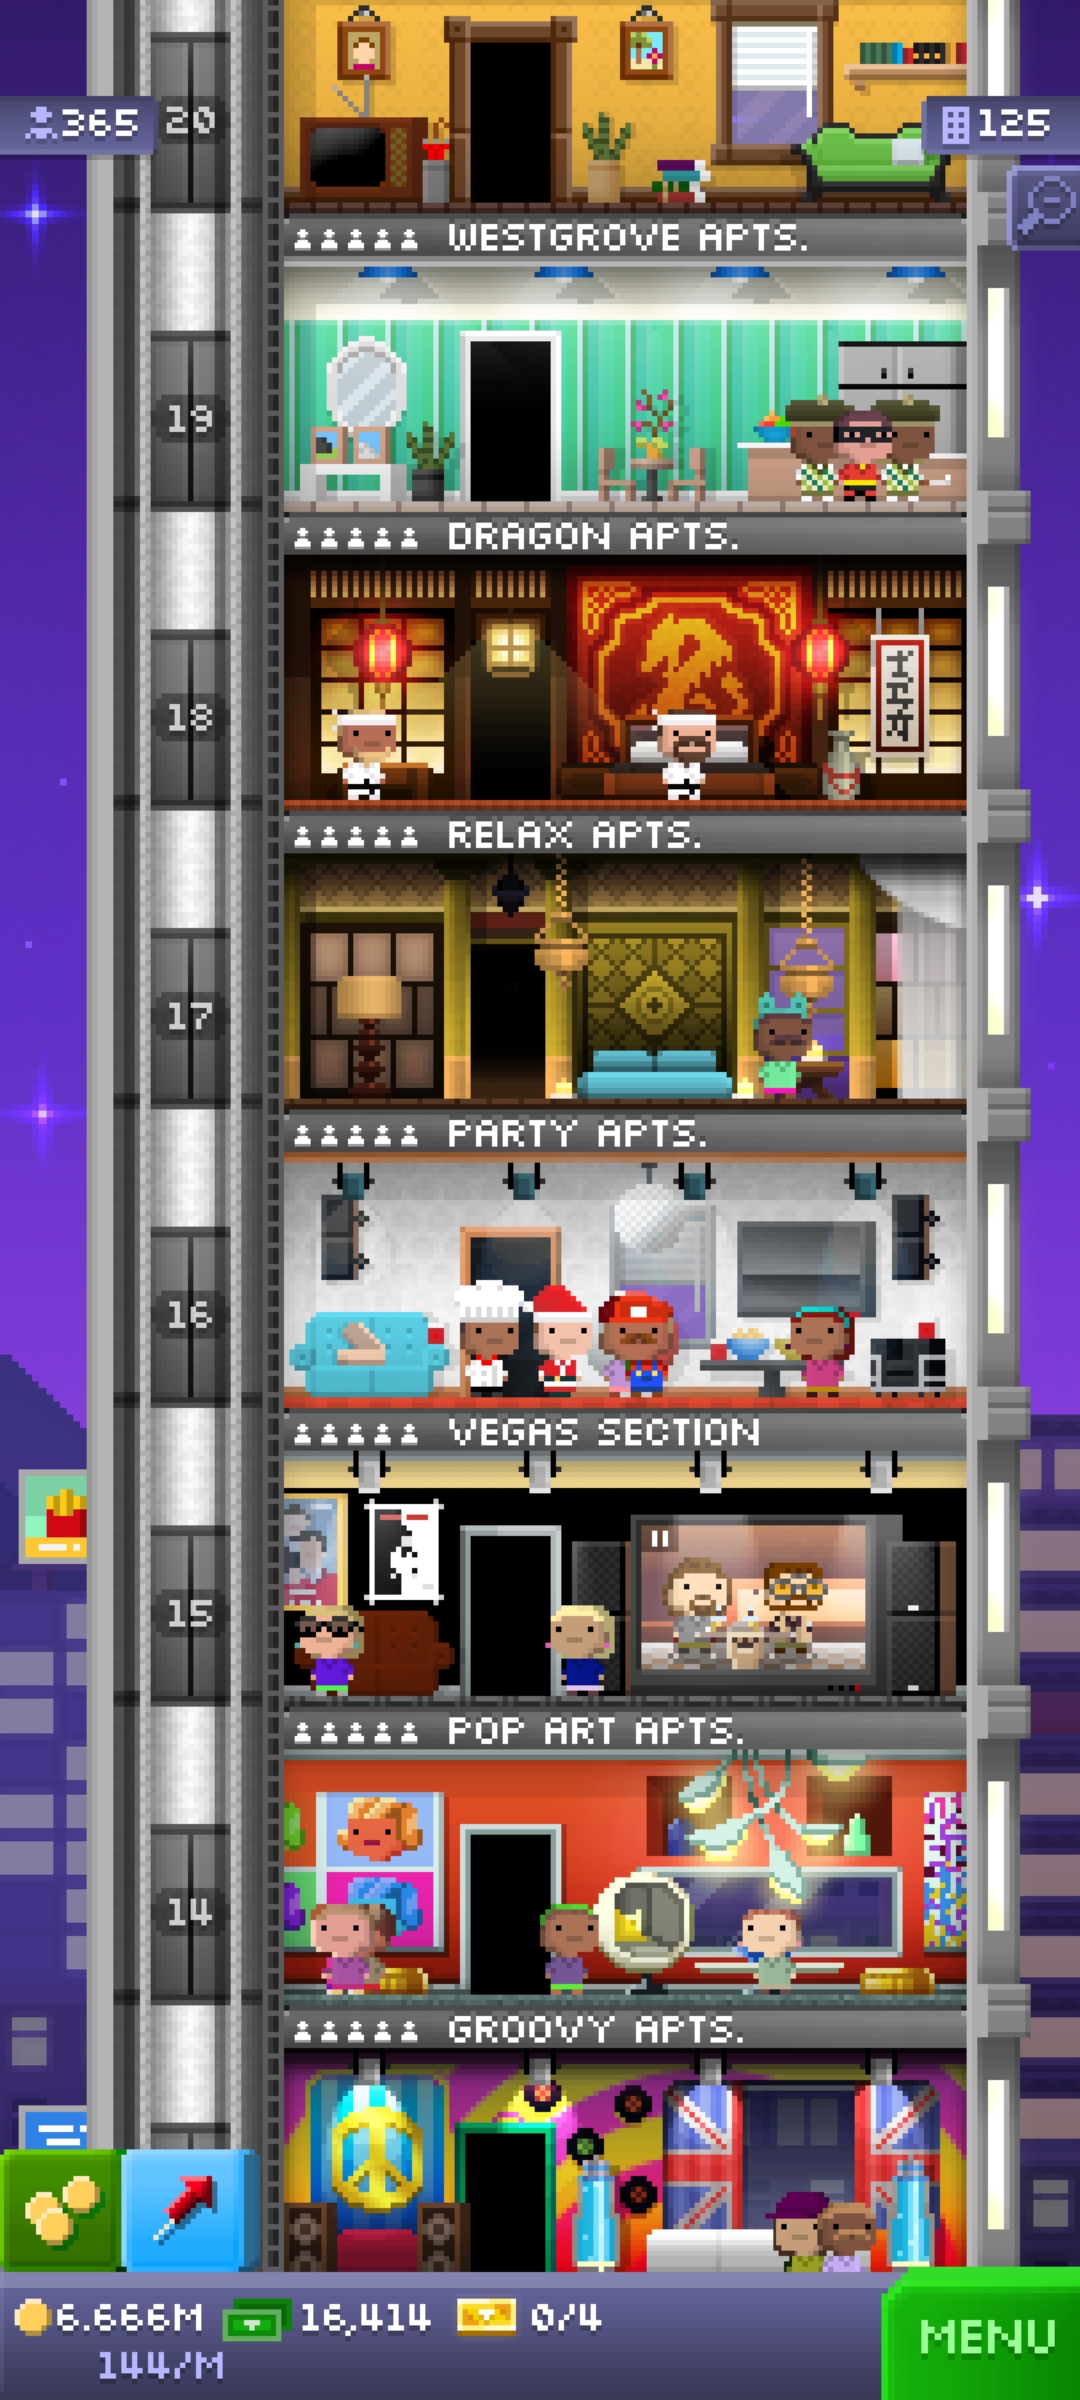 365
20
125
WESTGROVE APTS.
19
DRAGON APTS.
18
RELAX APTS.
17
PARTY APTS.
16
VEGAS SECTION
15
POP ART APTS.
14
GROOVY APTS.
6.666M 16,414 0/4
144/M
MENU